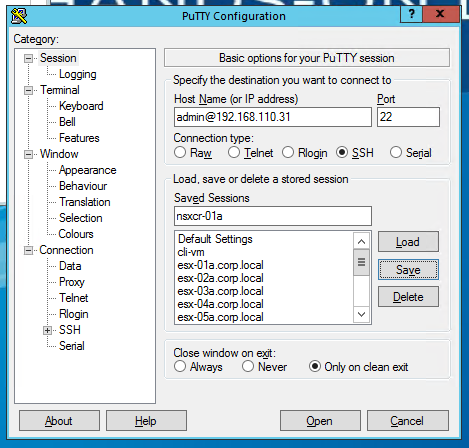 PuTTY Configuration
?
Category:
Session
Logging
Terminal
Keyboard
Bell
Features
Window
Appearance
Behaviour
Translation
Selection
Colours
Connection
Data
Proxy
Telnet
Rlogin
SSH
Serial
Basic options for your PuTTY session
Specify the destination you want to connect to
Host Name (or IP address) Port
admin@192.168.110.31 22
Connection type:
Raw Telnet Rlogin SSH Serial
Load, save or delete a stored session
Saved Sessions
nsxcr-01a
Default Settings
cli-vm
esx-01a.corp.local
esx-02a.corp.local
esx-03a.corp.local
esx-04a.corp.local
esx-05a.corp.local
Load
Save
Delete
Close window on exit:
Always Never Only on clean exit
About Help Open Cancel